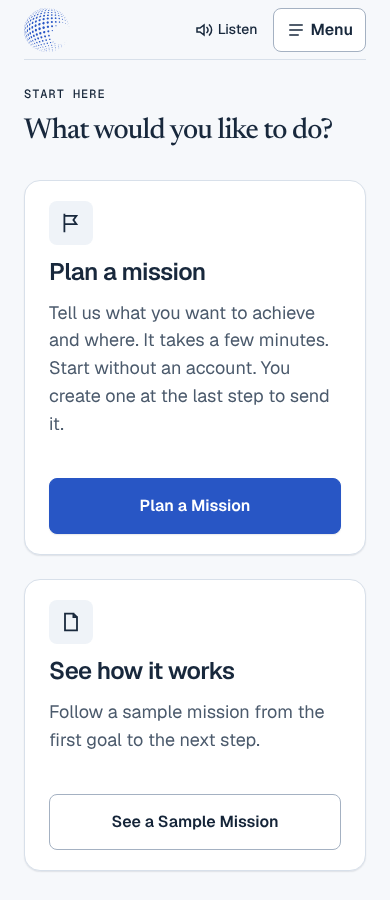 Listen
Menu
START HERE
What would you like to do?
Plan a mission
Tell us what you want to achieve
and where. It takes a few minutes.
Start without an account. You
create one at the last step to send
it.
Plan a Mission
See how it works
Follow a sample mission from the
first goal to the next step.
See a Sample Mission